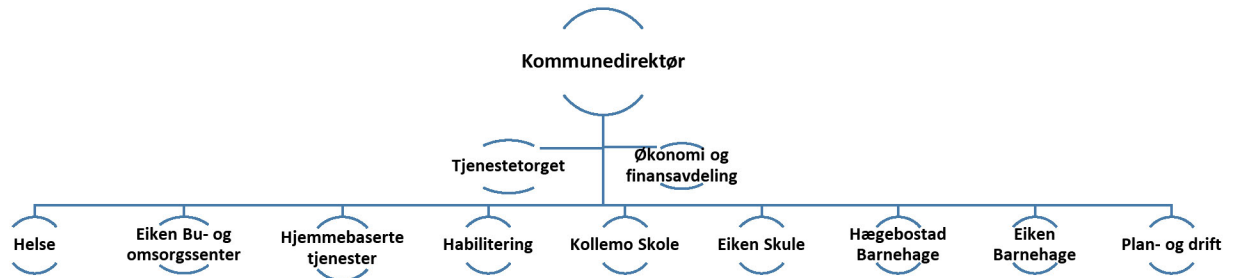 Kommunedirektør
Tjenestetorget
Økonomi og
finansavdeling
Helse
Eiken Bu- og
omsorgssenter
Hjemmebaserte
tjenester
Habilitering
Kollemo Skole
Eiken Skule
Hægebostad
Barnehage
Eiken
Barnehage
Plan- og drift